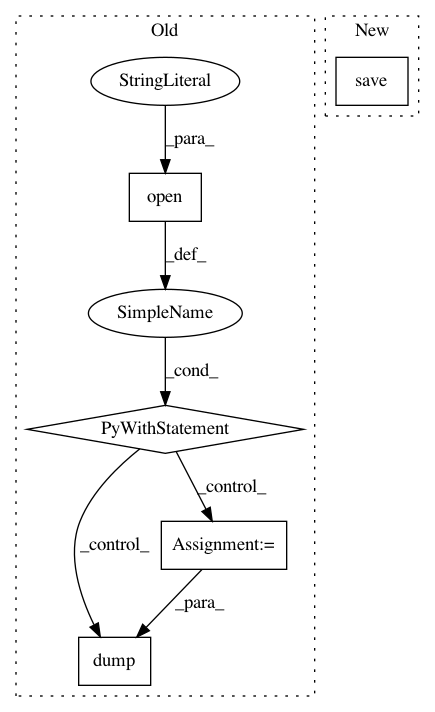 Old
New
StringLiteral
save
_para_
open
_def_
SimpleName
_cond_
PyWithStatement
_control_
_control_
Assignment:=
_para_
dump